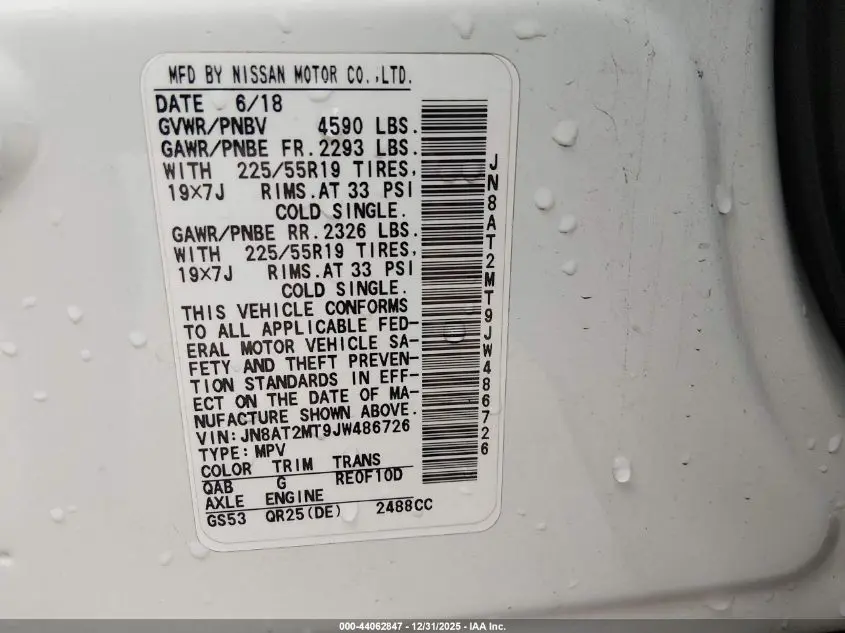 MFD BY NISSAN MOTOR CO.,LTD.
DATE 6/18
GVWR/PNBV 4590 LBS.
GAWR/PNBE FR.2293 LBS.
WITH 225/55R19 TIRES,
19X7J RIMS.AT 33 PSI
COLD SINGLE.
GAWR/PNBE RR.2326 LBS.
WITH 225/55R19 TIRES,
19X7J RIMS.AT 33 PSI
COLD SINGLE.
THIS VEHICLE CONFORMS
TO ALL APPLICABLE FED-
ERAL MOTOR VEHICLE SA-
FETY AND THEFT PREVEN-
TION STANDARDS IN EFF-
ECT ON THE DATE OF MA-
NUFACTURE SHOWN ABOVE.
VIN:JN8AT2MT9JW486726
TYPE:MPV
COLOR TRIM TRANS
QAB G RE0F10D
AXLE ENGINE
GS53 QR25(DE) 2488CC
JN8AT2MT9JW486726
000-44062847 - 12/31/2025 - IAA Inc.